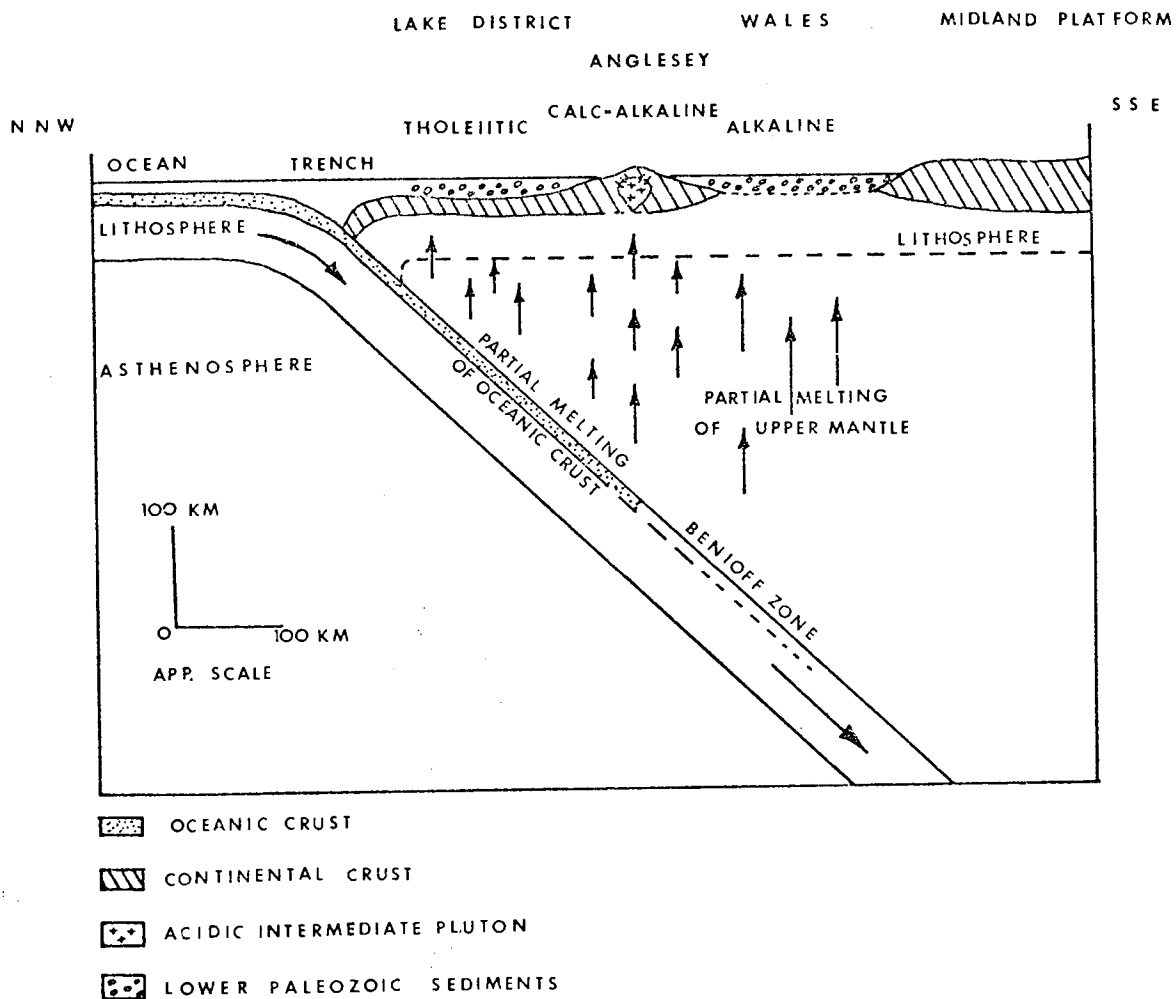 LAKE DISTRICT WALES MIDLAND PLATFORM
ANGLESEY
NNW THOLEIITIC CALC-ALKALINE ALKALINE SSE
OCEAN TRENCH
LITHOSPHERE
LITHOSPHERE
ASTHENOSPHERE
PARTIAL MELTING
OF OCEANIC CRUST
PARTIAL MELTING
OF UPPER MANTLE
BENIOFF ZONE
100 KM
0 100 KM
APP. SCALE
OCEANIC CRUST
CONTINENTAL CRUST
ACIDIC INTERMEDIATE PLUTON
LOWER PALEOZOIC SEDIMENTS